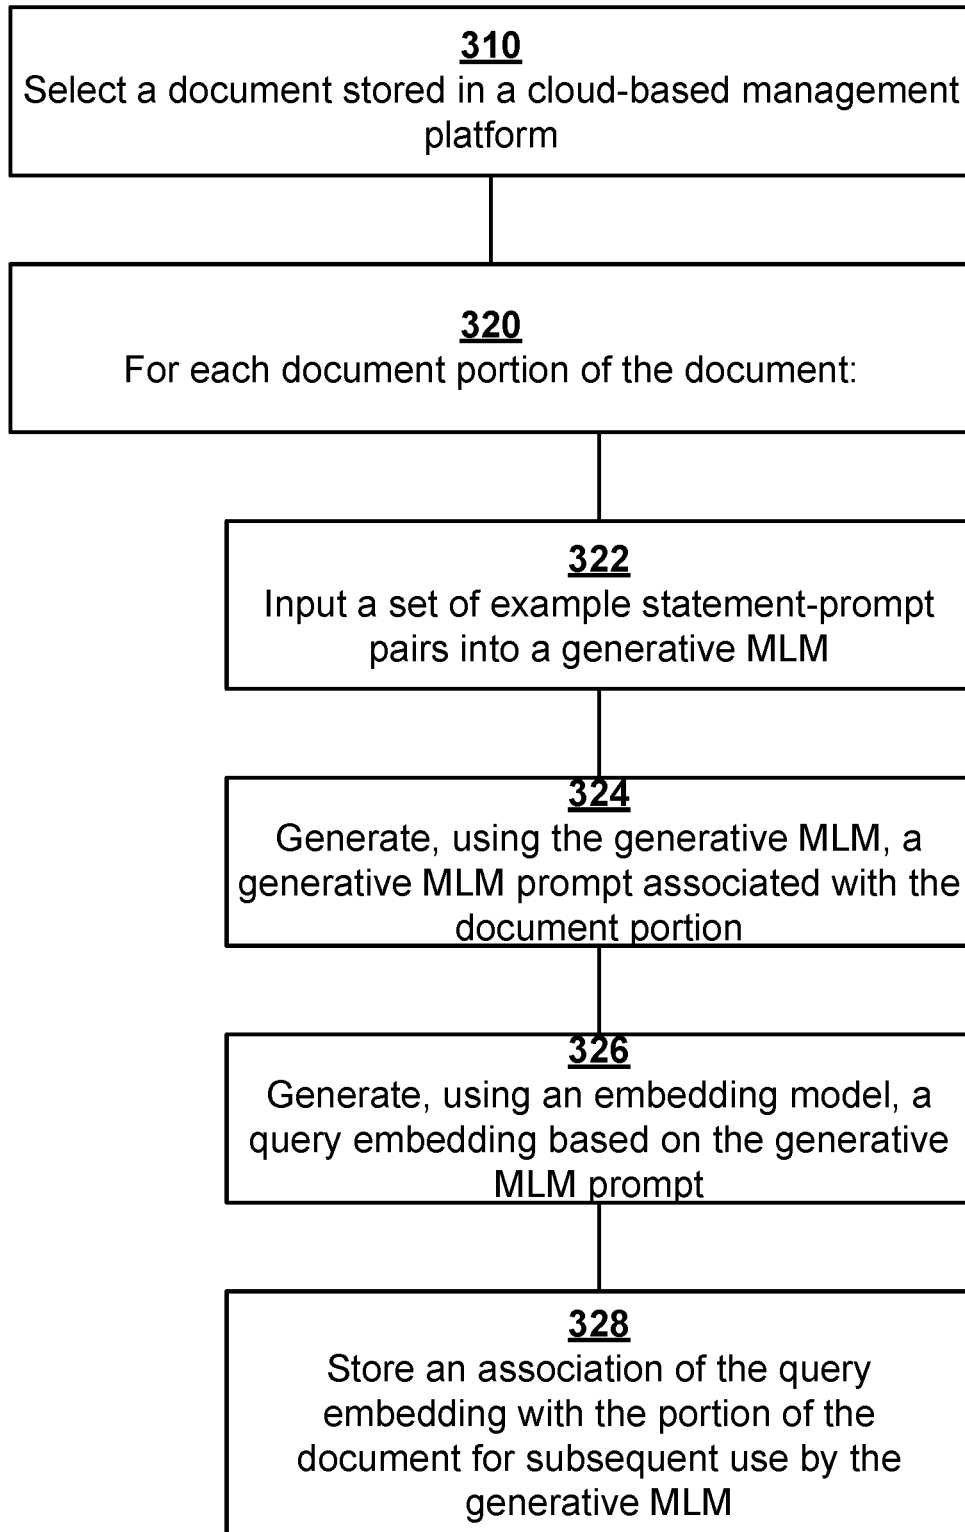 310
Select a document stored in a cloud-based management
platform
320
For each document portion of the document:
322
Input a set of example statement-prompt
pairs into a generative MLM
324
Generate, using the generative MLM, a
generative MLM prompt associated with the
document portion
326
Generate, using an embedding model, a
query embedding based on the generative
MLM prompt
328
Store an association of the query
embedding with the portion of the
document for subsequent use by the
generative MLM